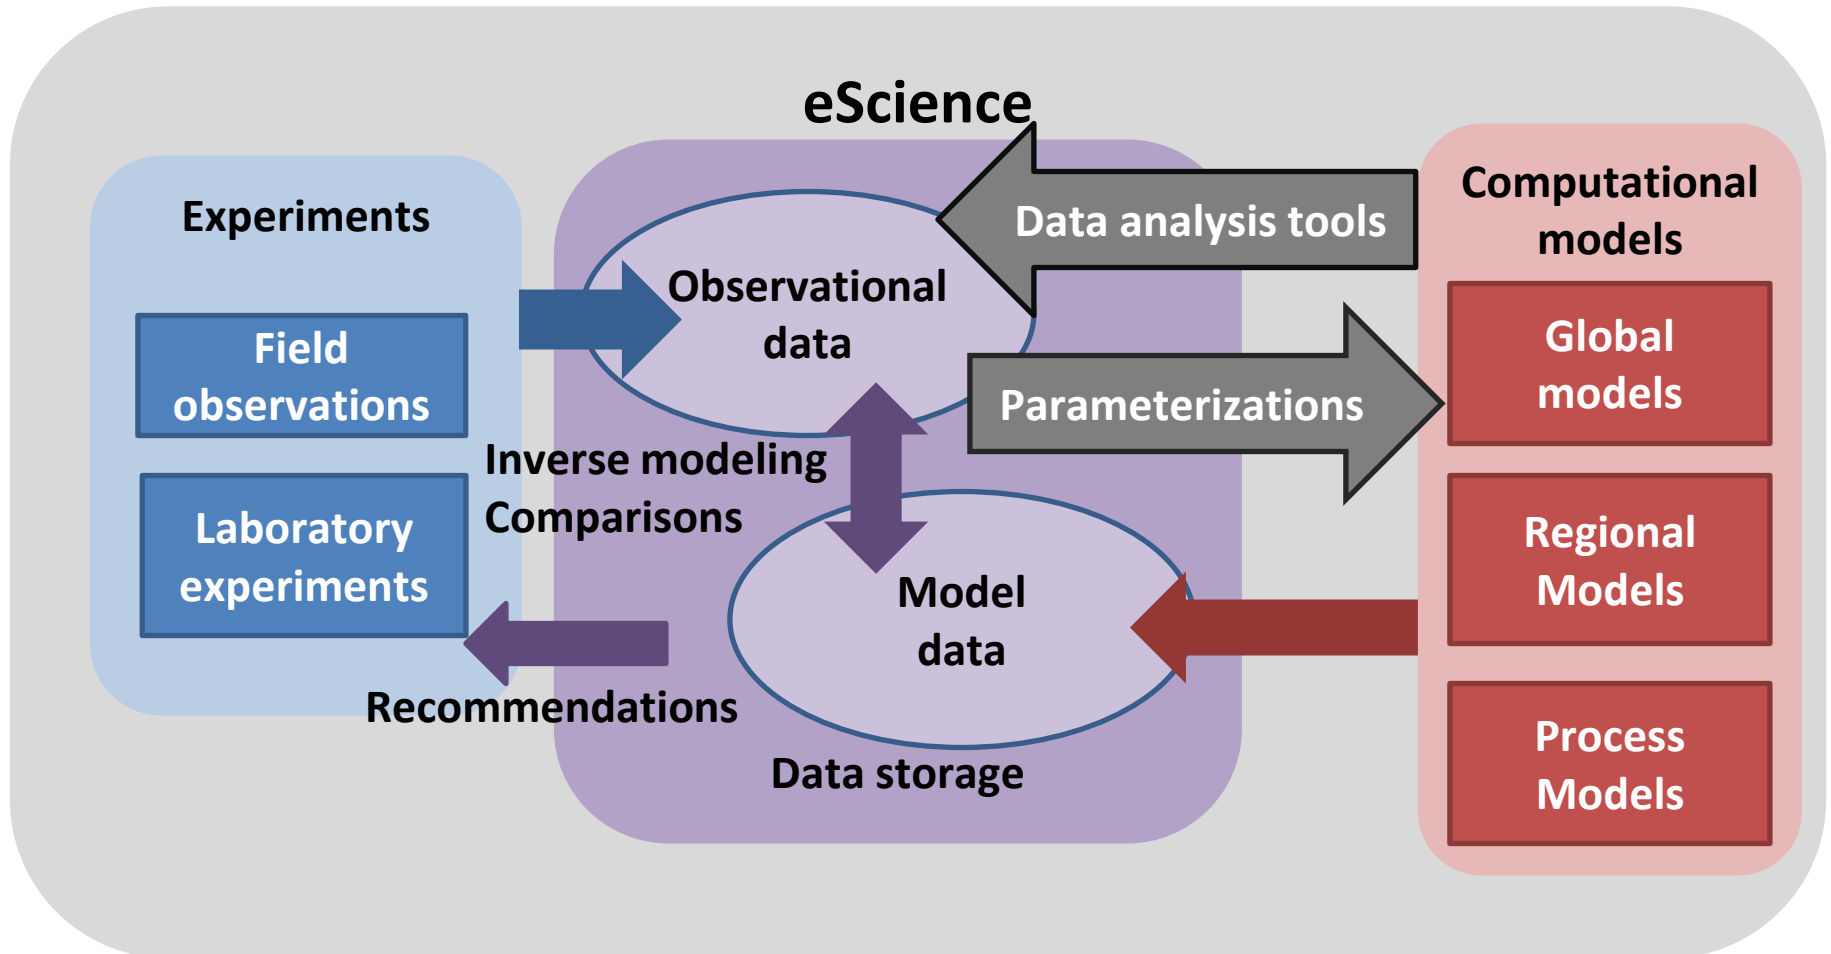 eScience
Experiments
Field
observations
Laboratory
experiments
Observational
data
Inverse modeling
Comparisons
Model
data
Recommendations
Data storage
Data analysis tools
Parameterizations
Computational
models
Global
models
Regional
Models
Process
Models